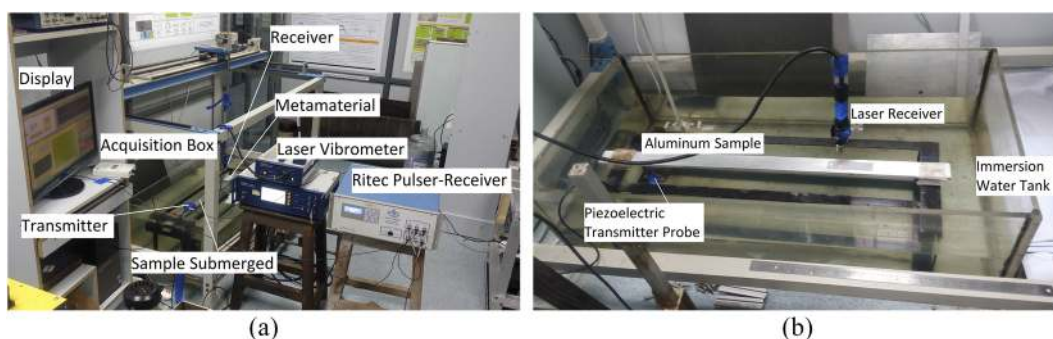 Receiver
Display
Metamaterial
Acquisition Box
Laser Vibrometer
Ritec Pulser-Receiver
Transmitter
Sample Submerged
(a)
Laser Receiver
Aluminum Sample
Immersion
Water Tank
Piezoelectric
Transmitter Probe
(b)